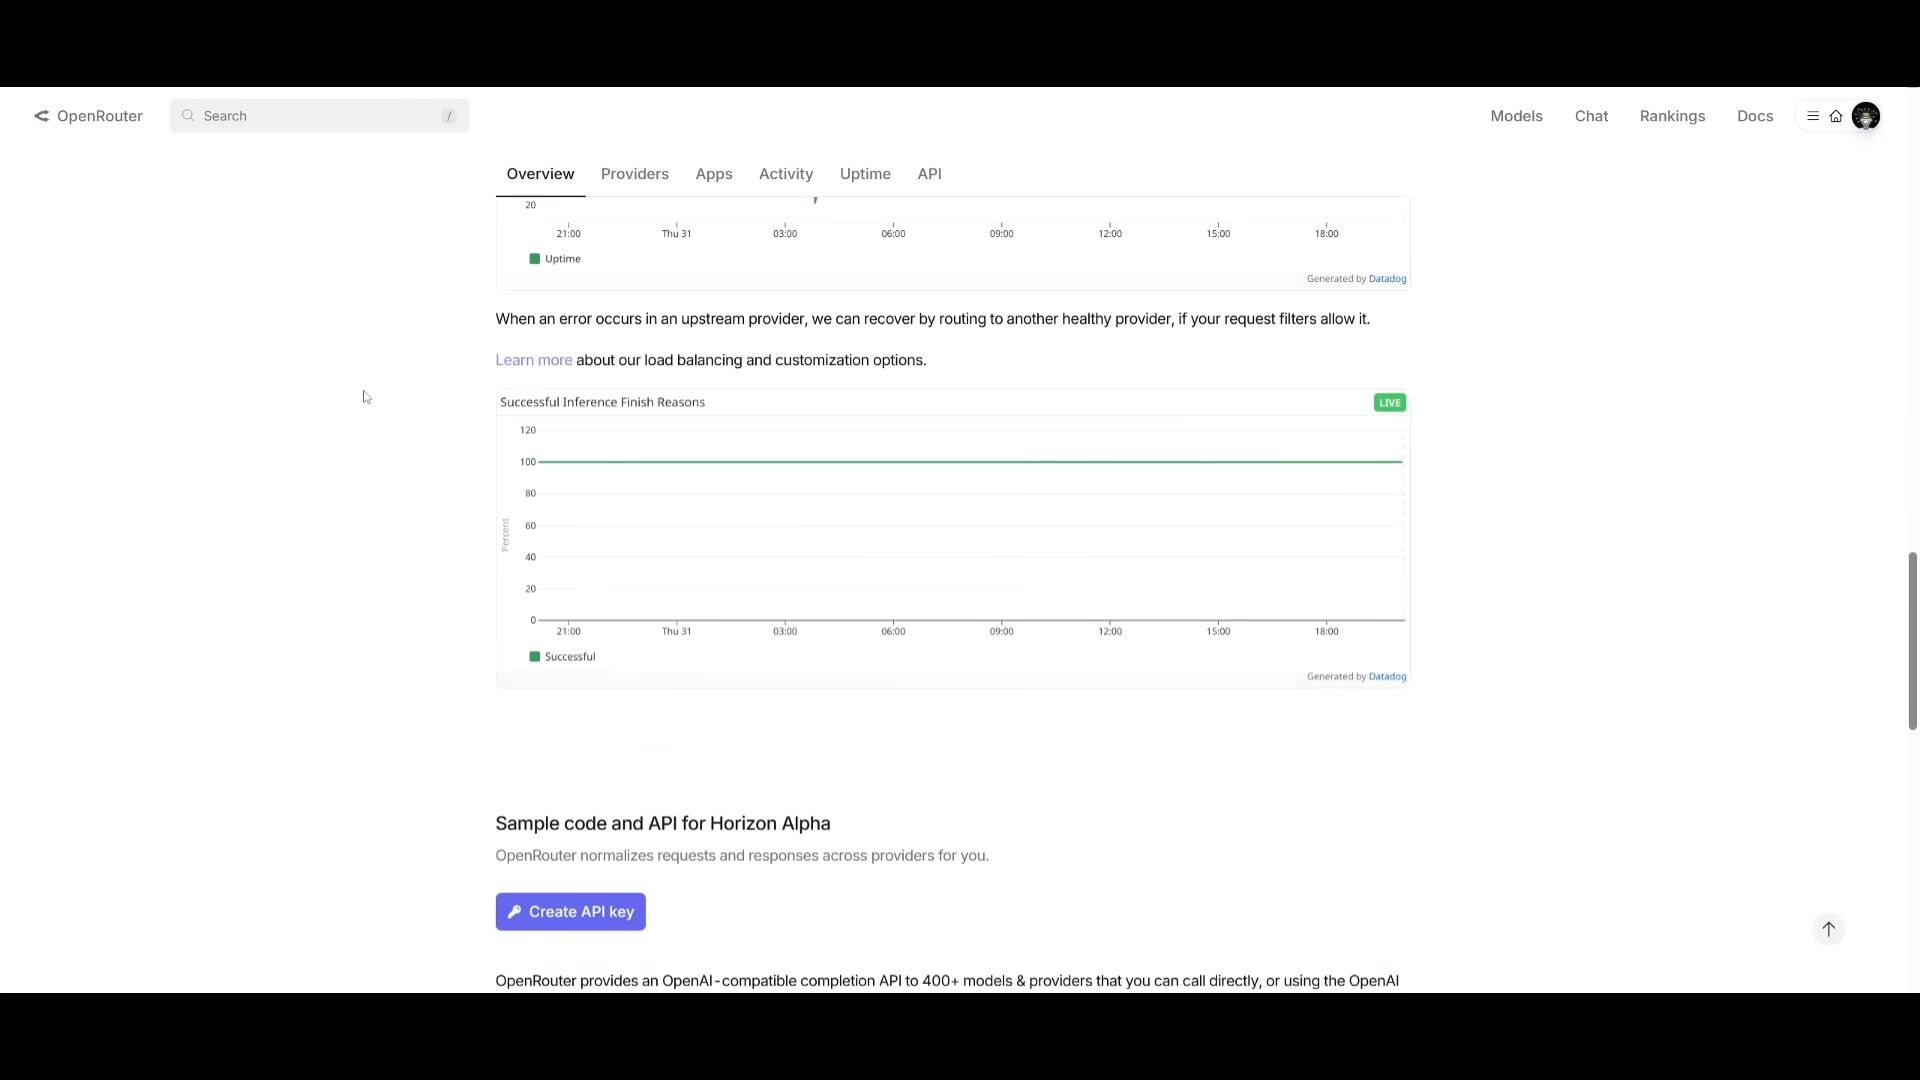 OpenRouter
Search
/
Models
Chat
Rankings
Docs
Overview
Providers
Apps
Activity
Uptime
API
20
21:00 Thu 31 03:00 06:00 09:00 12:00 15:00 18:00
Uptime
Generated by Datadog
When an error occurs in an upstream provider, we can recover by routing to another healthy provider, if your request filters allow it.
Learn more about our load balancing and customization options.
Successful Inference Finish Reasons
LIVE
120
100
80
60
40
20
0
Percent
21:00 Thu 31 03:00 06:00 09:00 12:00 15:00 18:00
Successful
Generated by Datadog
Sample code and API for Horizon Alpha
OpenRouter normalizes requests and responses across providers for you.
Create API key
OpenRouter provides an OpenAI-compatible completion API to 400+ models & providers that you can call directly, or using the OpenAI